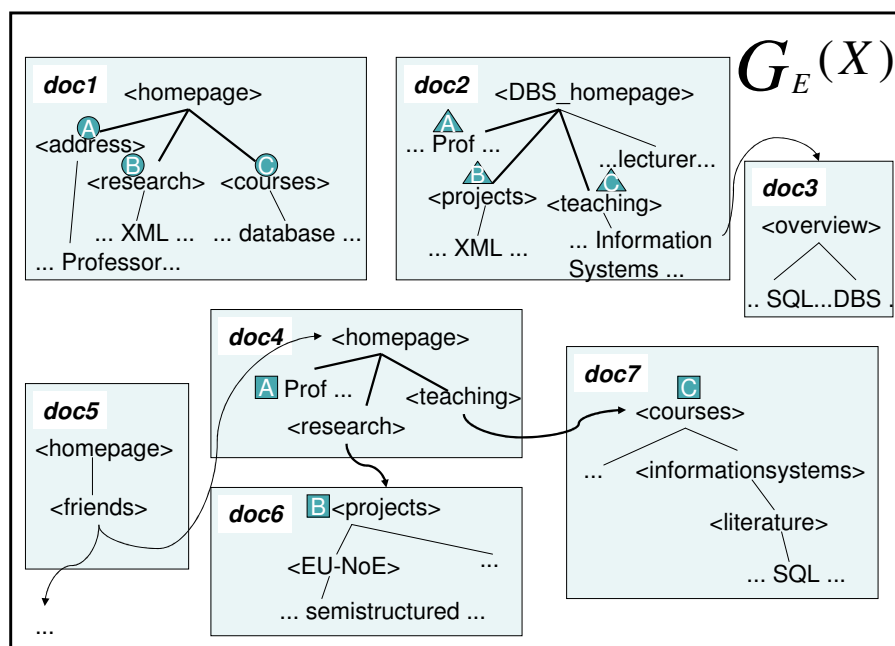 G_E(X)
doc1
<homepage>
A
<address>
B
<research>
C
<courses>
... XML ...
... database ...
... Professor...
doc2
<DBS_homepage>
A
... Prof ...
...lecturer...
B
<projects>
C
<teaching>
... XML ...
... Information
Systems ...
doc3
<overview>
.. SQL...DBS .
doc4
<homepage>
A
Prof ...
<teaching>
<research>
doc5
<homepage>
<friends>
...
doc6
B
<projects>
<EU-NoE>
...
... semistructured ...
doc7
C
<courses>
...
<informationsystems>
<literature>
... SQL ...